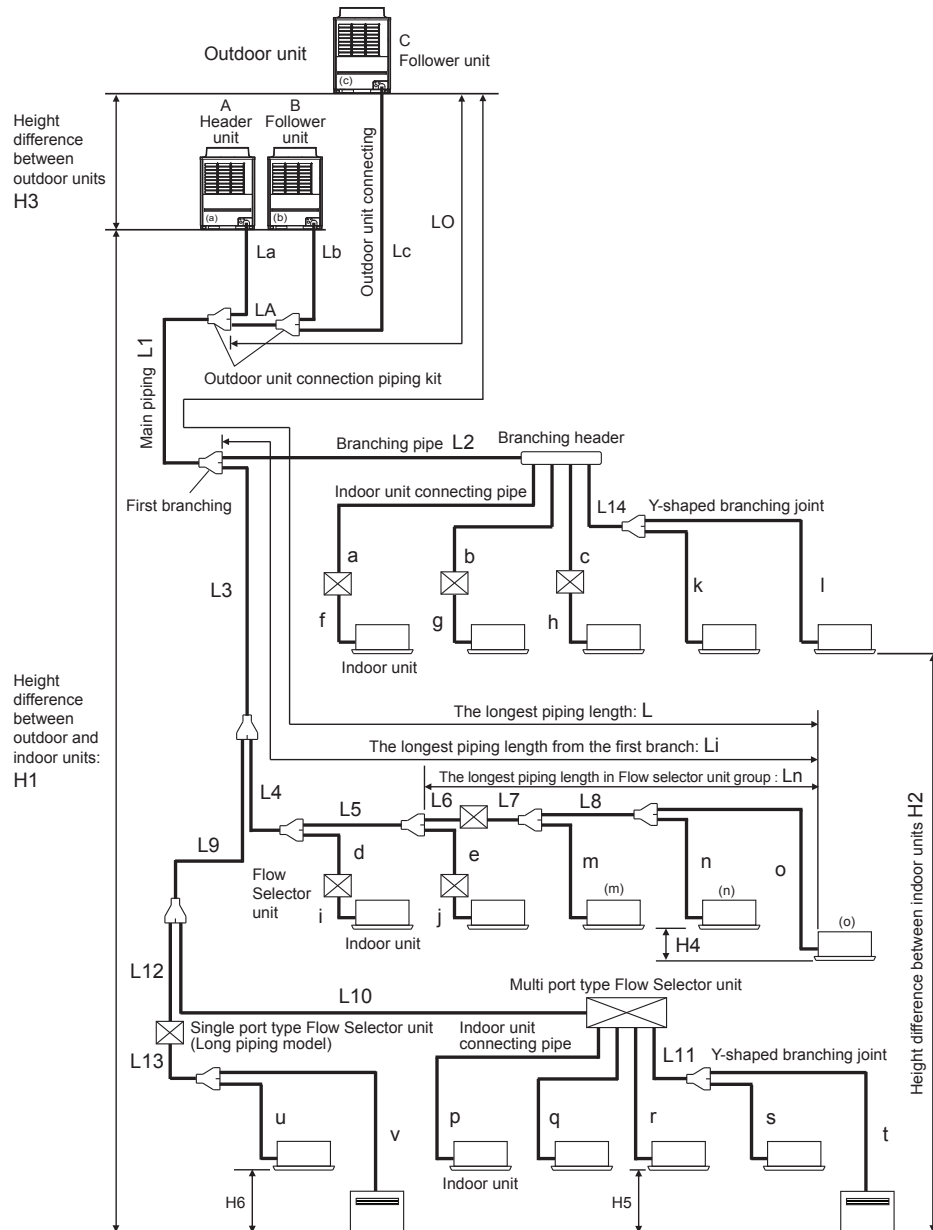 Outdoor unit
C
Follower unit
(c)
Height
difference
between
outdoor units
H3
A
Header
unit
B
Follower
unit
(a)
(b)
La
Lb
Outdoor unit connecting
Lc
LO
LA
Main piping L1
Outdoor unit connection piping kit
Branching pipe L2
Branching header
First branching
Indoor unit connecting pipe
L14
Y-shaped branching joint
a
b
c
k
l
L3
f
g
h
Indoor unit
Height
difference
between
outdoor and
indoor units:
H1
The longest piping length: L
The longest piping length from the first branch: Li
The longest piping length in Flow selector unit group : Ln
L4
L5
L6
L7
L8
L9
Flow
Selector
unit
d
e
m
n
o
(m)
(n)
(o)
i
j
Indoor unit
H4
Height difference between indoor units H2
L12
L10
Multi port type Flow Selector unit
Single port type Flow Selector unit
(Long piping model)
Indoor unit
connecting pipe
L13
L11
Y-shaped branching joint
u
v
p
q
r
s
t
Indoor unit
H6
H5